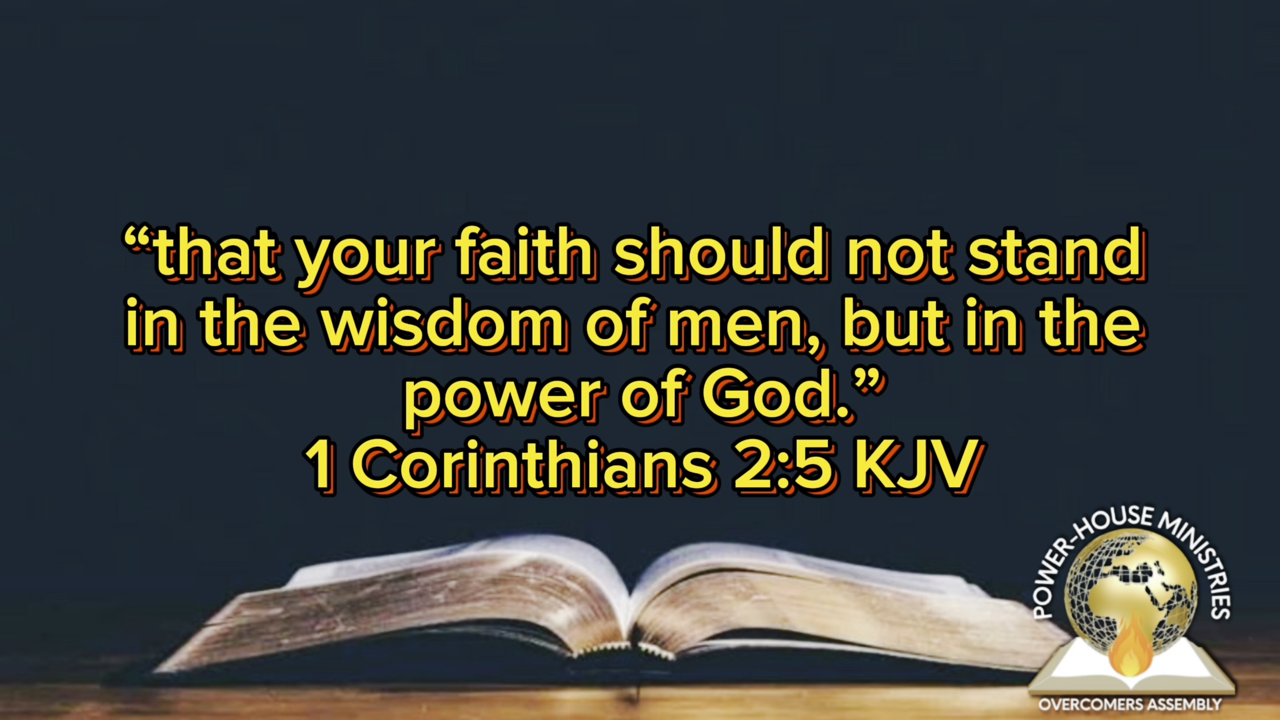 “that your faith should not stand
in the wisdom of men, but in the
power of God.”
1 Corinthians 2:5 KJV
POWER-HOUSE MINISTRIES
OVERCOMERS ASSEMBLY